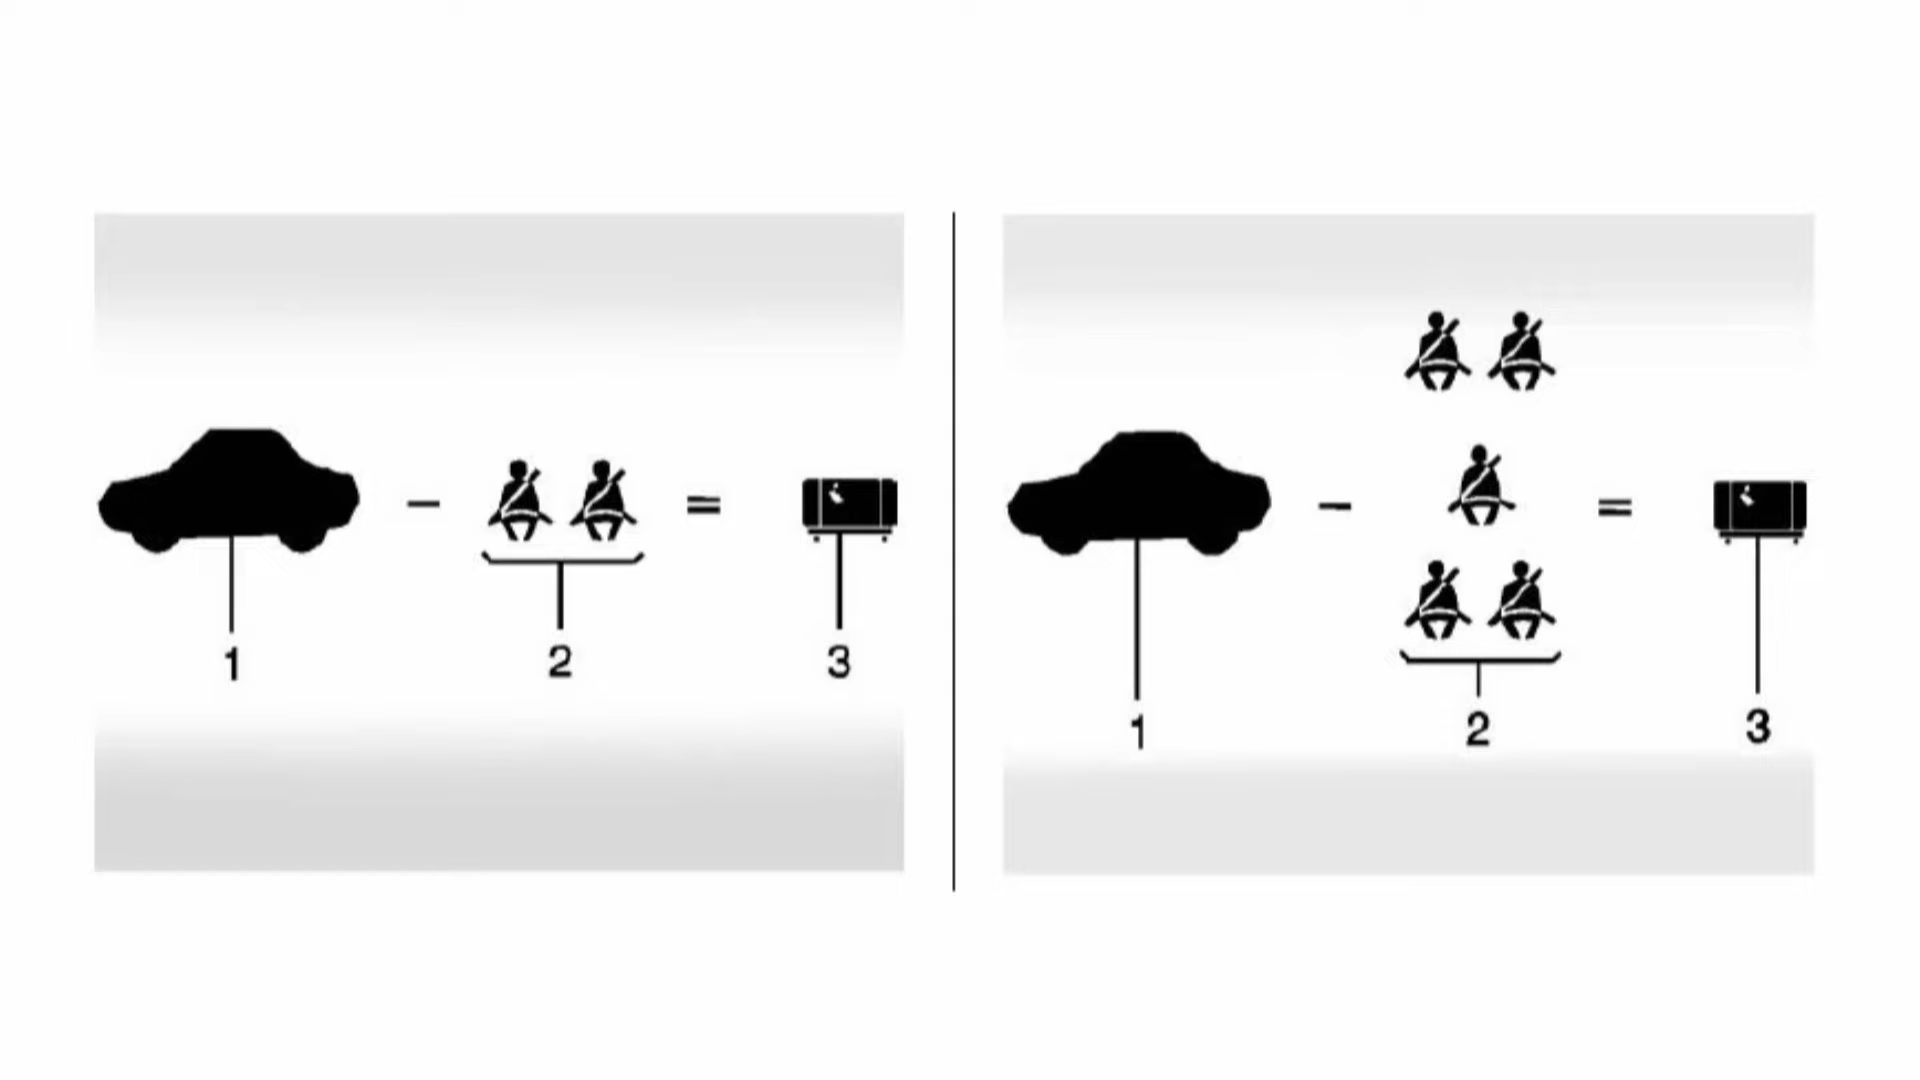 − =
1 2 3
− =
1 2 3